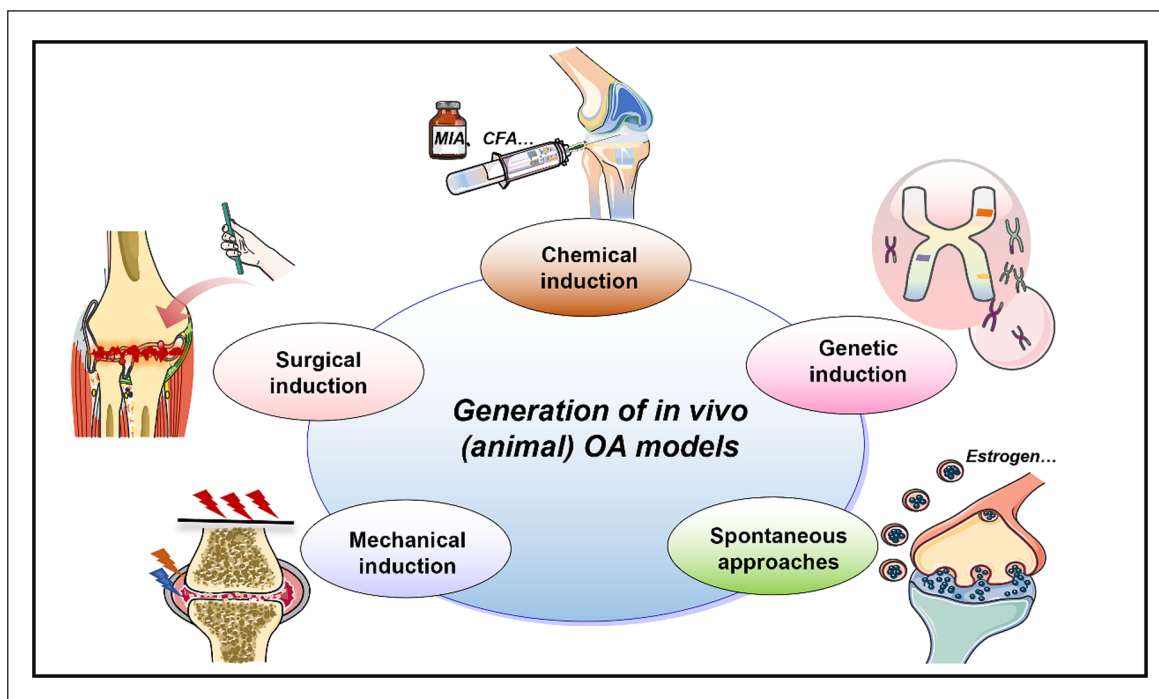 MIA、CFA...
Chemical
induction
Surgical
induction
Genetic
induction
Generation of in vivo
(animal) OA models
Estrogen...
Mechanical
induction
Spontaneous
approaches